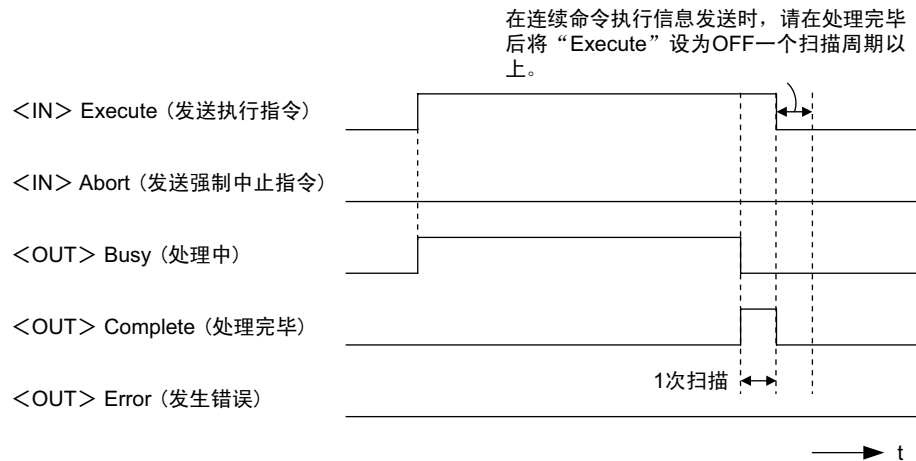 在连续命令执行信息发送时，请在处理完毕
后将“Execute”设为OFF一个扫描周期以
上。
＜IN＞ Execute（发送执行指令）
＜IN＞ Abort（发送强制中止指令）
＜OUT＞ Busy（处理中）
＜OUT＞ Complete（处理完毕）
1次扫描
＜OUT＞ Error（发生错误）
t